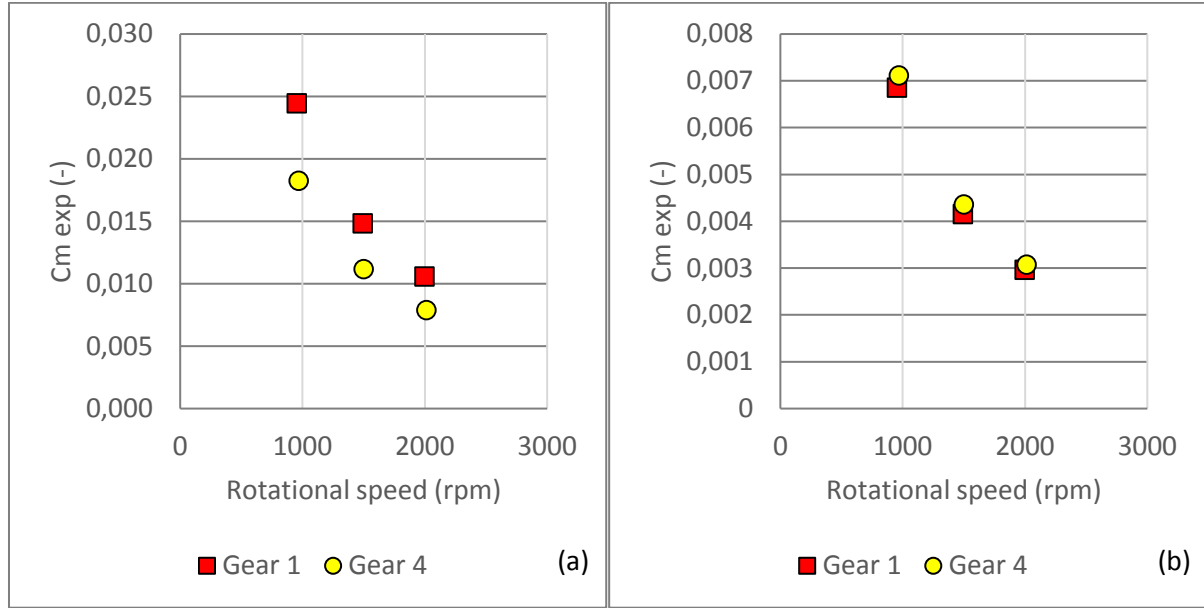 0,030
0,025
0,020
0,015
0,010
0,005
0,000
Cm exp (-)
0 1000 2000 3000
Rotational speed (rpm)
Gear 1 Gear 4 (a)
0,008
0,007
0,006
0,005
0,004
0,003
0,002
0,001
0
Cm exp (-)
0 1000 2000 3000
Rotational speed (rpm)
Gear 1 Gear 4 (b)